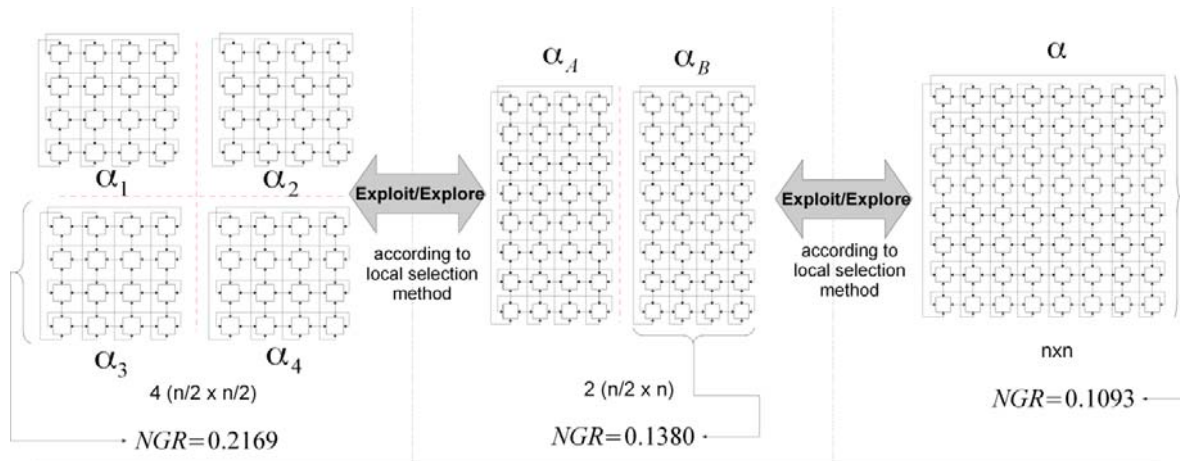 α1
α2
α3
α4
4 (n/2 x n/2)
NGR=0.2169
Exploit/Explore
according to
local selection
method
αA
αB
2 (n/2 x n)
NGR=0.1380
Exploit/Explore
according to
local selection
method
α
nxn
NGR=0.1093